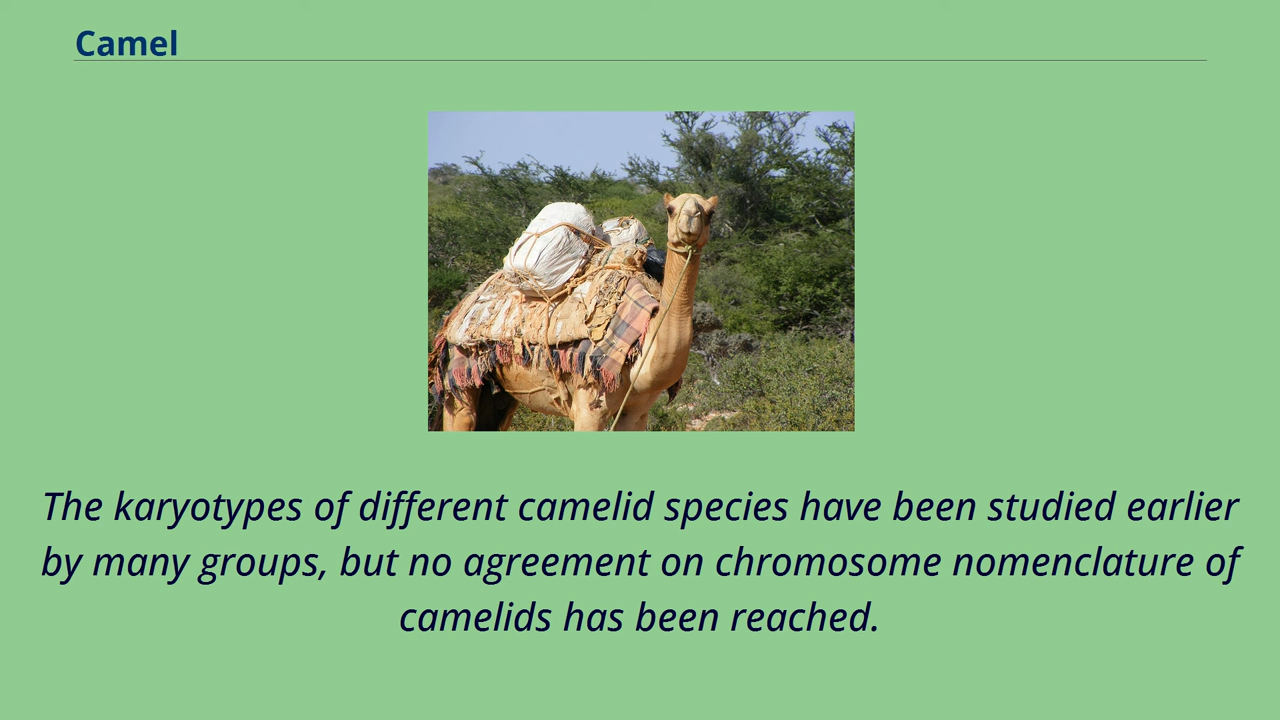 Camel
The karyotypes of different camelid species have been studied earlier
by many groups, but no agreement on chromosome nomenclature of
camelids has been reached.